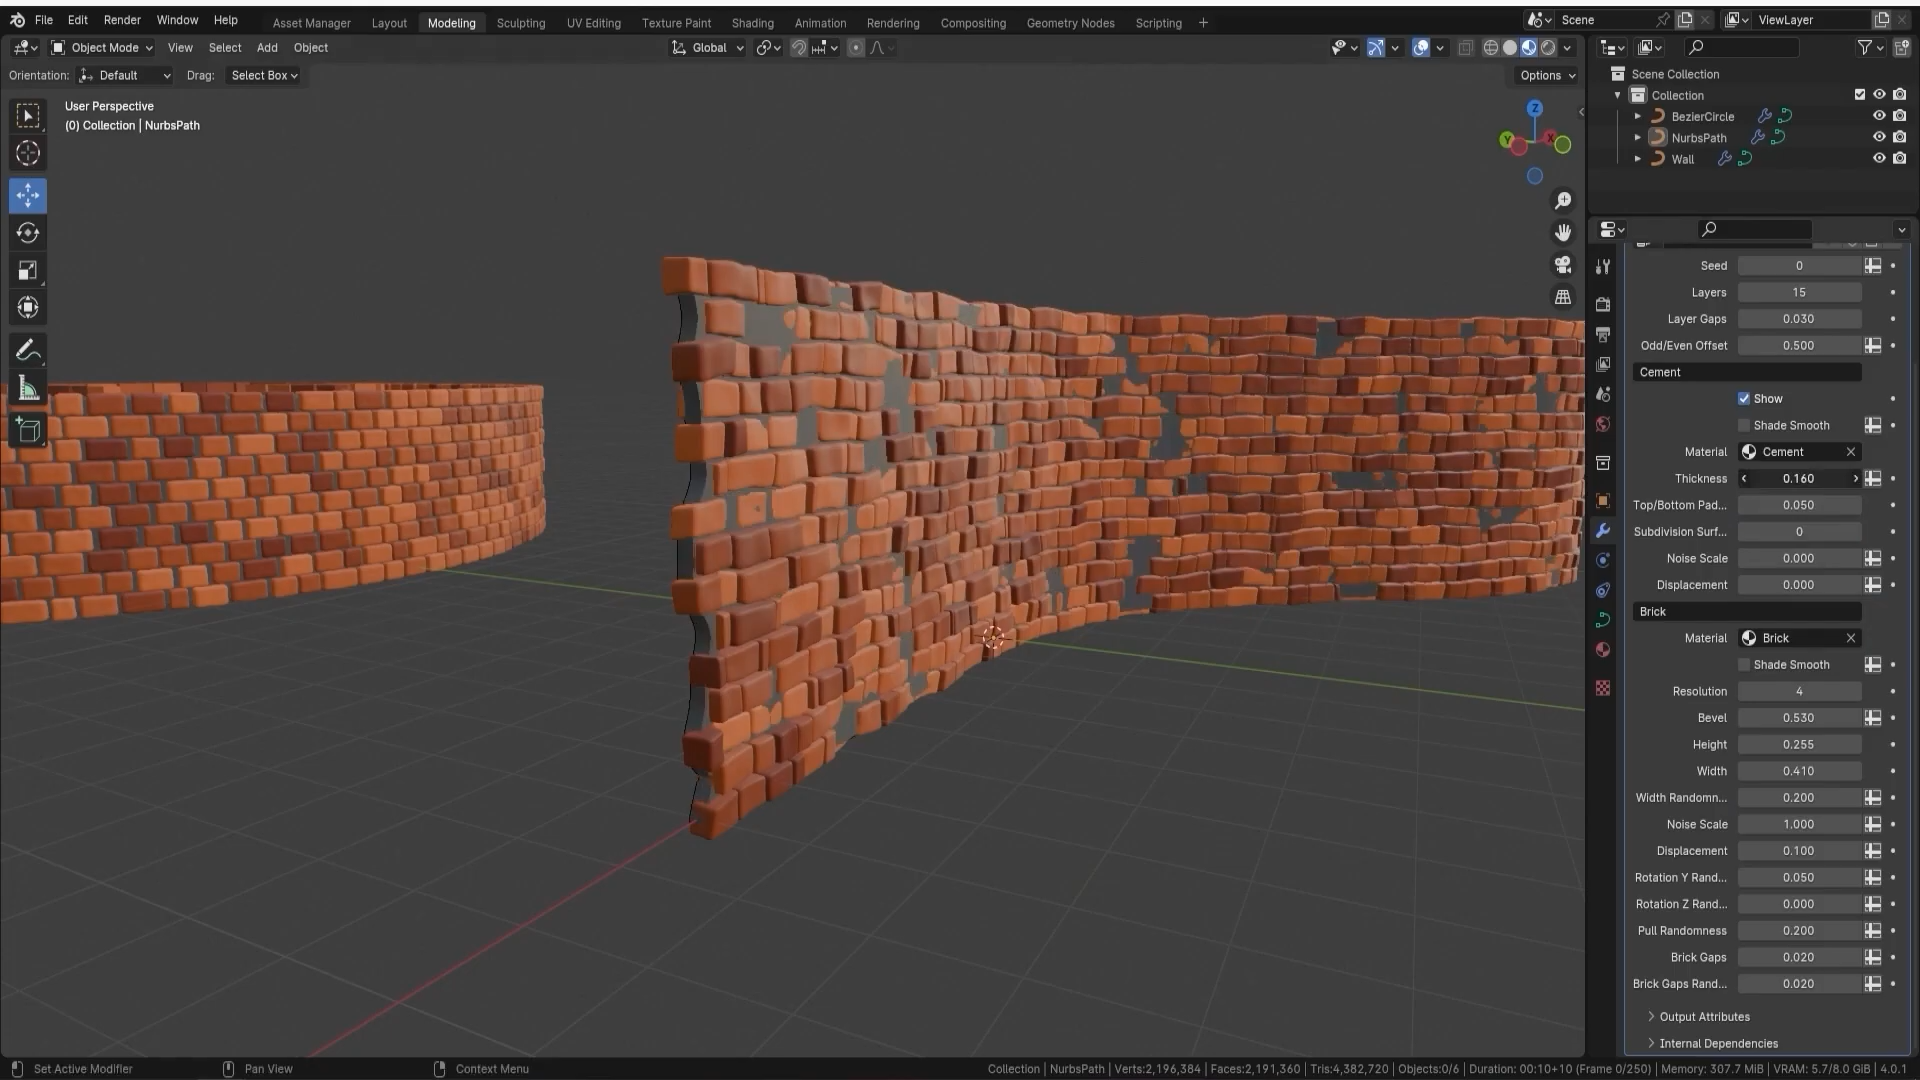 File Edit Render Window Help Asset Manager Layout Modeling Sculpting UV Editing Texture Paint Shading Animation Rendering Compositing Geometry Nodes Scripting + Scene ViewLayer
Object Mode View Select Add Object Global
Orientation: Default Drag: Select Box Options
User Perspective
(0) Collection | NurbsPath
Z
Y
X
Scene Collection
Collection
BezierCircle
NurbsPath
Wall
Seed 0
Layers 15
Layer Gaps 0.030
Odd/Even Offset 0.500
Cement
Show
Shade Smooth
Material Cement
Thickness 0.160
Top/Bottom Pad... 0.050
Subdivision Surf... 0
Noise Scale 0.000
Displacement 0.000
Brick
Material Brick
Shade Smooth
Resolution 4
Bevel 0.530
Height 0.255
Width 0.410
Width Randomn... 0.200
Noise Scale 1.000
Displacement 0.100
Rotation Y Rand... 0.050
Rotation Z Rand... 0.000
Pull Randomness 0.200
Brick Gaps 0.020
Brick Gaps Rand... 0.020
Output Attributes
Internal Dependencies
Set Active Modifier Pan View Context Menu Collection | NurbsPath | Verts:2,196,384 | Faces:2,191,360 | Tris:4,382,720 | Objects:0/6 | Duration: 00:10+10 (Frame 0/250) | Memory: 307.7 MiB | VRAM: 5.7/8.0 GiB | 4.0.1